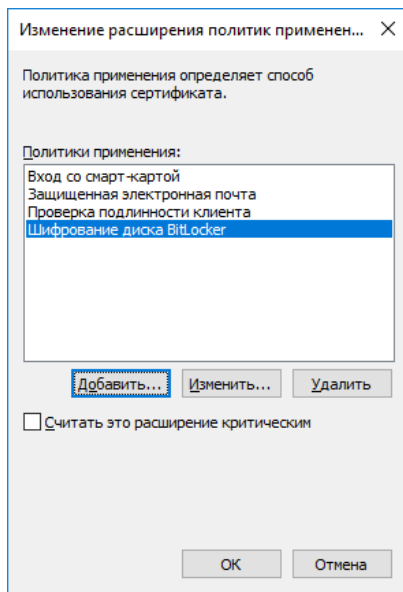 Изменение расширения политик применен...
Политика применения определяет способ
использования сертификата.
Политики применения:
Вход со смарт-картой
Защищенная электронная почта
Проверка подлинности клиента
Шифрование диска BitLocker
Добавить... Изменить... Удалить
Считать это расширение критическим
ОК Отмена